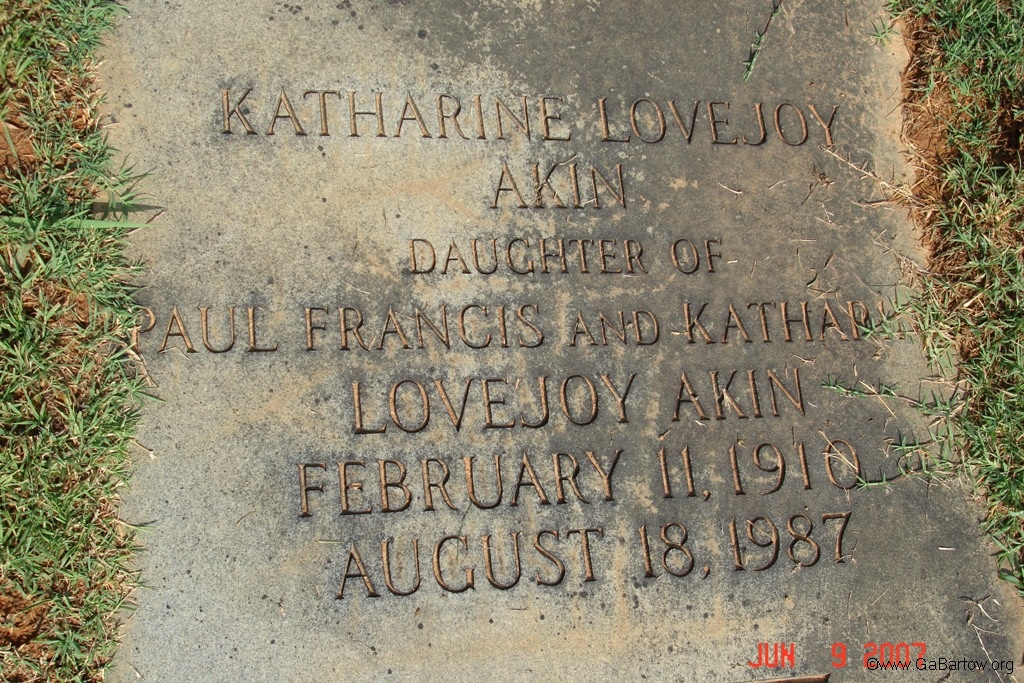 KATHARINE LOVEJOY
AKIN
DAUGHTER OF
PAUL FRANCIS AND KATHARI
LOVEJOY AKIN
FEBRUARY 11, 1910
AUGUST 18, 1987
JUN 9 2007
©www.GaBartow.org